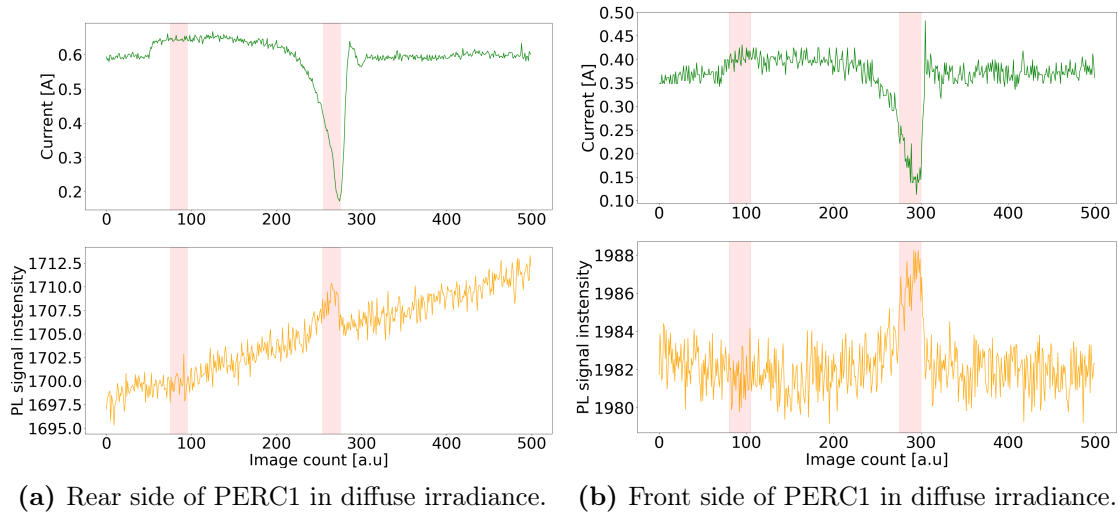 Current [A]
0.6
0.5
0.4
0.3
0.2
0 100 200 300 400 500
PL signal instensity
1712.5
1710.0
1707.5
1705.0
1702.5
1700.0
1697.5
1695.0
0 100 200 300 400 500
Image count [a.u]
(a) Rear side of PERC1 in diffuse irradiance.
Current [A]
0.50
0.45
0.40
0.35
0.30
0.25
0.20
0.15
0.10
0 100 200 300 400 500
PL signal instensity
1988
1986
1984
1982
1980
0 100 200 300 400 500
Image count [a.u]
(b) Front side of PERC1 in diffuse irradiance.